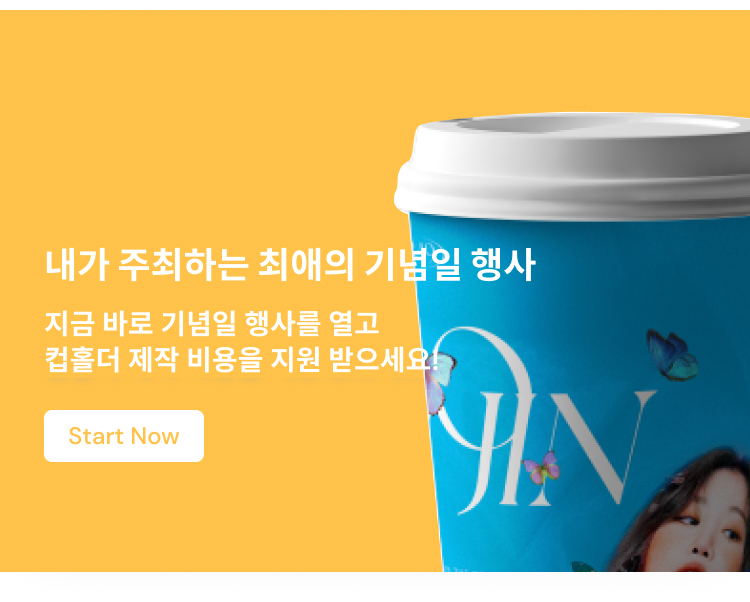 내가 주최하는 최애의 기념일 행사
지금 바로 기념일 행사를 열고
컵홀더 제작 비용을 지원 받으세요!
Start Now
JIN